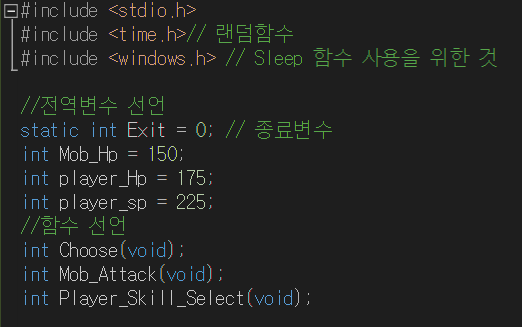 #include <stdio.h>
#include <time.h>// 랜덤함수
#include <windows.h> // Sleep 함수 사용을 위한 것
//전역변수 선언
static int Exit = 0; // 종료변수
int Mob_Hp = 150;
int player_Hp = 175;
int player_sp = 225;
//함수 선언
int Choose(void);
int Mob_Attack(void);
int Player_Skill_Select(void);